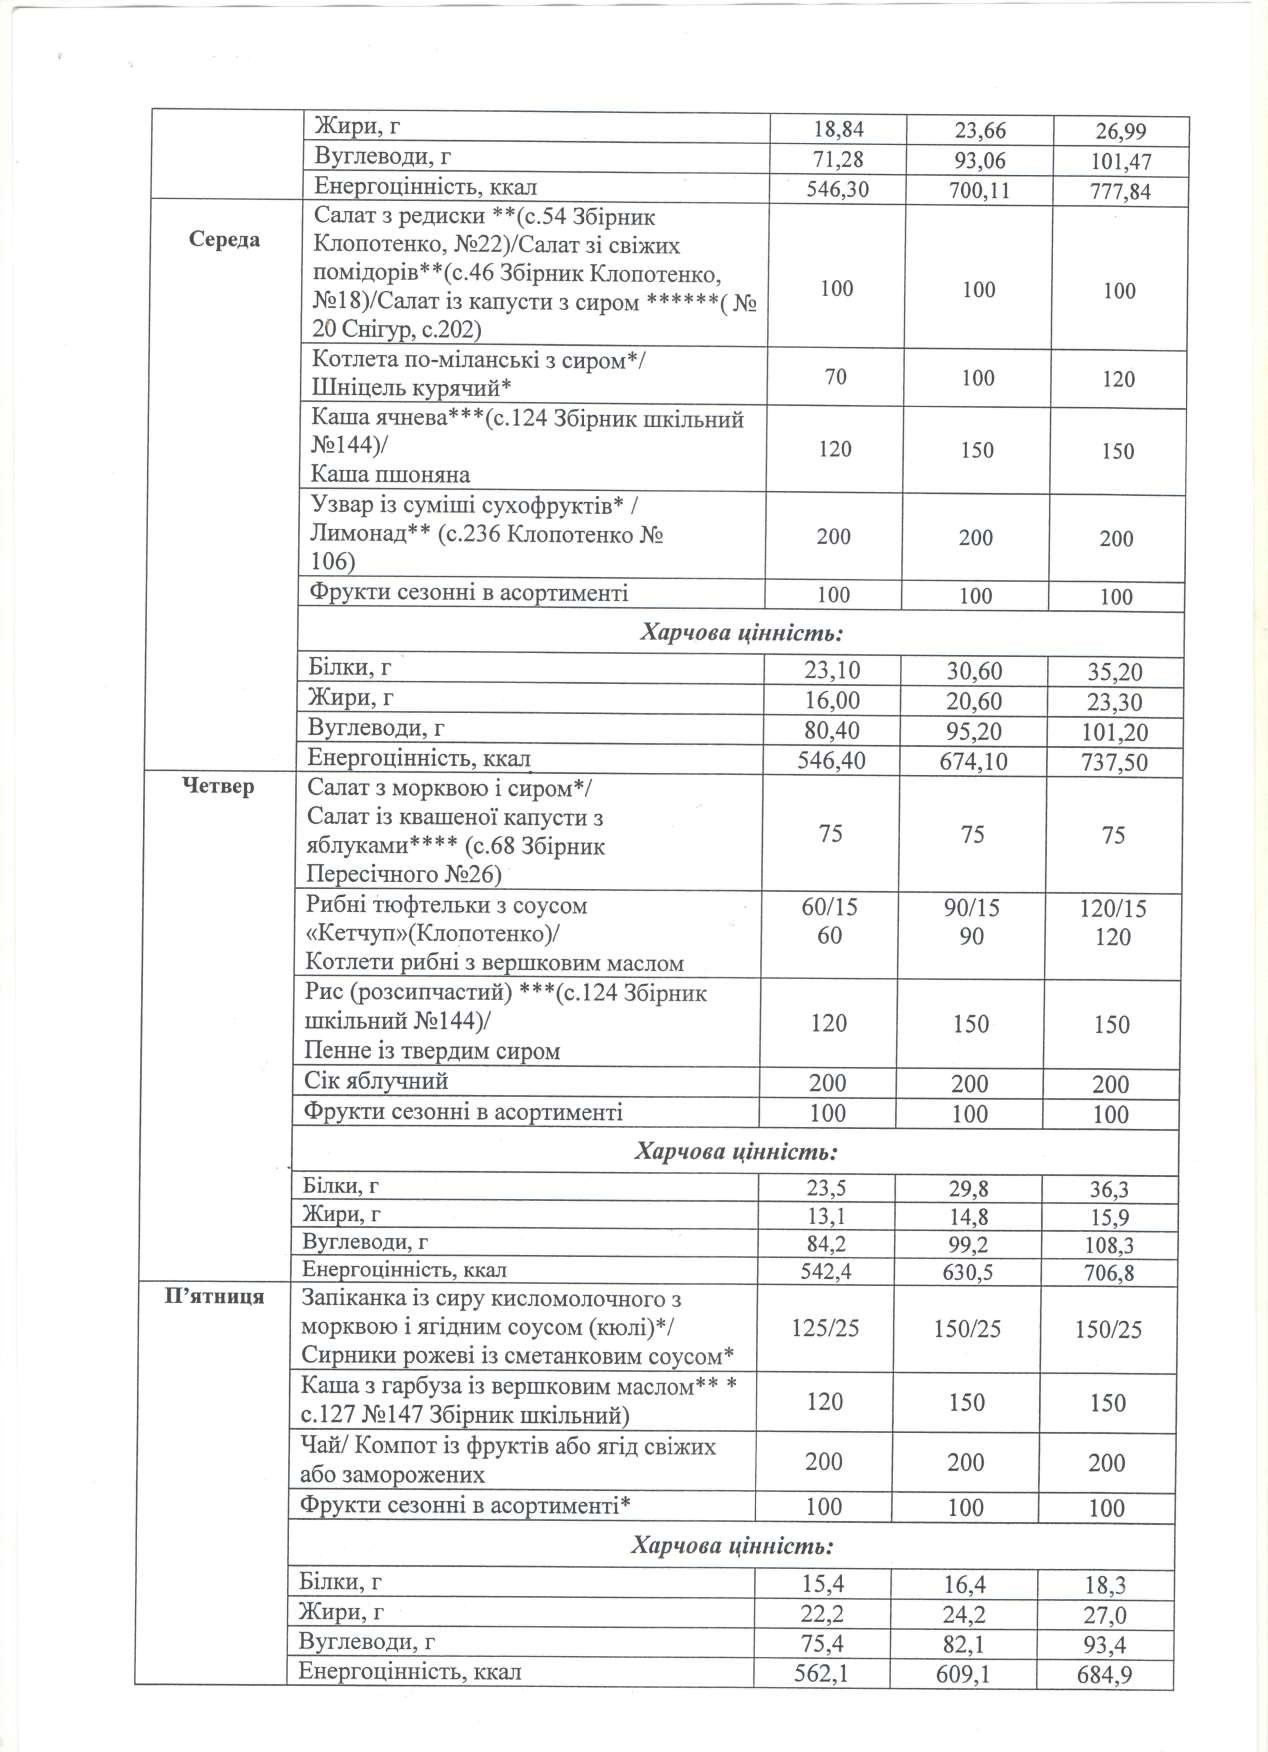 Жири, г 18,84 23,66 26,99
Вуглеводи, г 71,28 93,06 101,47
Енергоцінність, ккал 546,30 700,11 777,84
Середа
Салат з редиски **(с.54 Збірник
Клопотенко, №22)/Салат зі свіжих
помідорів**(с.46 Збірник Клопотенко,
№18)/Салат із капусти з сиром ******( №
20 Снігур, с.202)
100 100 100
Котлета по-міланські з сиром*/
Шніцель курячий*
70 100 120
Каша ячнева***(с.124 Збірник шкільний
№144)/
Каша пшоняна
120 150 150
Узвар із суміші сухофруктів* /
Лимонад** (с.236 Клопотенко №
106)
200 200 200
Фрукти сезонні в асортименті 100 100 100
Харчова цінність:
Білки, г 23,10 30,60 35,20
Жири, г 16,00 20,60 23,30
Вуглеводи, г 80,40 95,20 101,20
Енергоцінність, ккал 546,40 674,10 737,50
Четвер
Салат з морквою і сиром*/
Салат із квашеної капусти з
яблуками**** (с.68 Збірник
Пересічного №26)
75 75 75
Рибні тюфтельки з соусом 60/15 90/15 120/15
«Кетчуп»(Клопотенко)/ 60 90 120
Котлети рибні з вершковим маслом
Рис (розсипчастий) ***(с.124 Збірник
шкільний №144)/
Пенне із твердим сиром
120 150 150
Сік яблучний 200 200 200
Фрукти сезонні в асортименті 100 100 100
Харчова цінність:
Білки, г 23,5 29,8 36,3
Жири, г 13,1 14,8 15,9
Вуглеводи, г 84,2 99,2 108,3
Енергоцінність, ккал 542,4 630,5 706,8
П’ятниця
Запіканка із сиру кисломолочного з
морквою і ягідним соусом (кюлі)*/
Сирники рожеві із сметанковим соусом*
125/25 150/25 150/25
Каша з гарбуза із вершковим маслом** *
с.127 №147 Збірник шкільний)
120 150 150
Чай/ Компот із фруктів або ягід свіжих
або заморожених
200 200 200
Фрукти сезонні в асортименті* 100 100 100
Харчова цінність:
Білки, г 15,4 16,4 18,3
Жири, г 22,2 24,2 27,0
Вуглеводи, г 75,4 82,1 93,4
Енергоцінність, ккал 562,1 609,1 684,9